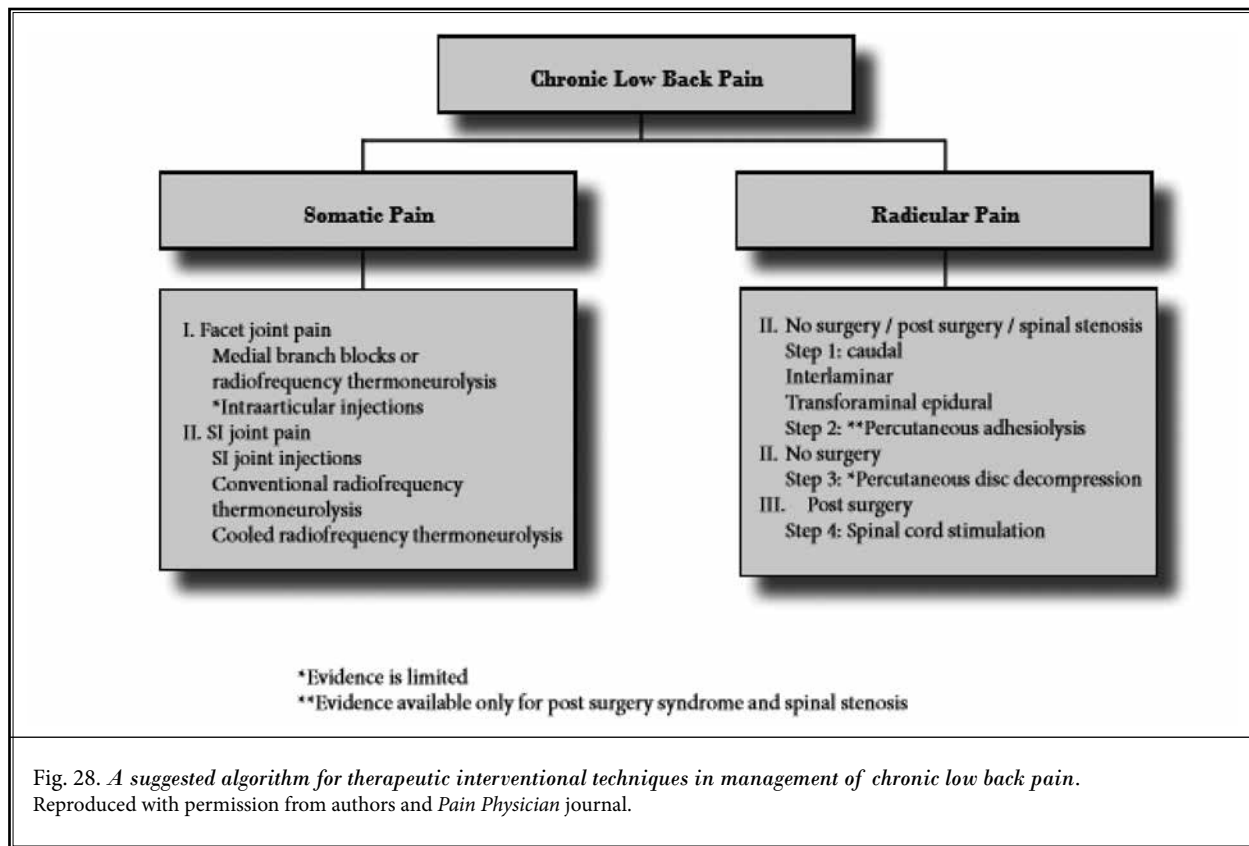 Chronic Low Back Pain
Somatic Pain
I. Facet joint pain
Medial branch blocks or
radiofrequency thermoneurolysis
*Intraarticular injections
II. SI joint pain
SI joint injections
Conventional radiofrequency
thermoneurolysis
Cooled radiofrequency thermoneurolysis
Radicular Pain
II. No surgery / post surgery / spinal stenosis
Step 1: caudal
Interlaminar
Transforaminal epidural
Step 2: **Percutaneous adhesiolysis
II. No surgery
Step 3: *Percutaneous disc decompression
III. Post surgery
Step 4: Spinal cord stimulation
*Evidence is limited
**Evidence available only for post surgery syndrome and spinal stenosis
Fig. 28. A suggested algorithm for therapeutic interventional techniques in management of chronic low back pain.
Reproduced with permission from authors and Pain Physician journal.